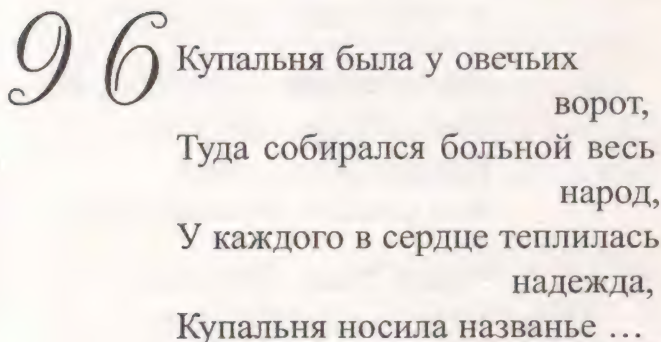 96 Купальня была у овечьих
ворот,
Туда собирался больной весь
народ,
У каждого в сердце теплилась
надежда,
Купальня носила названье ...